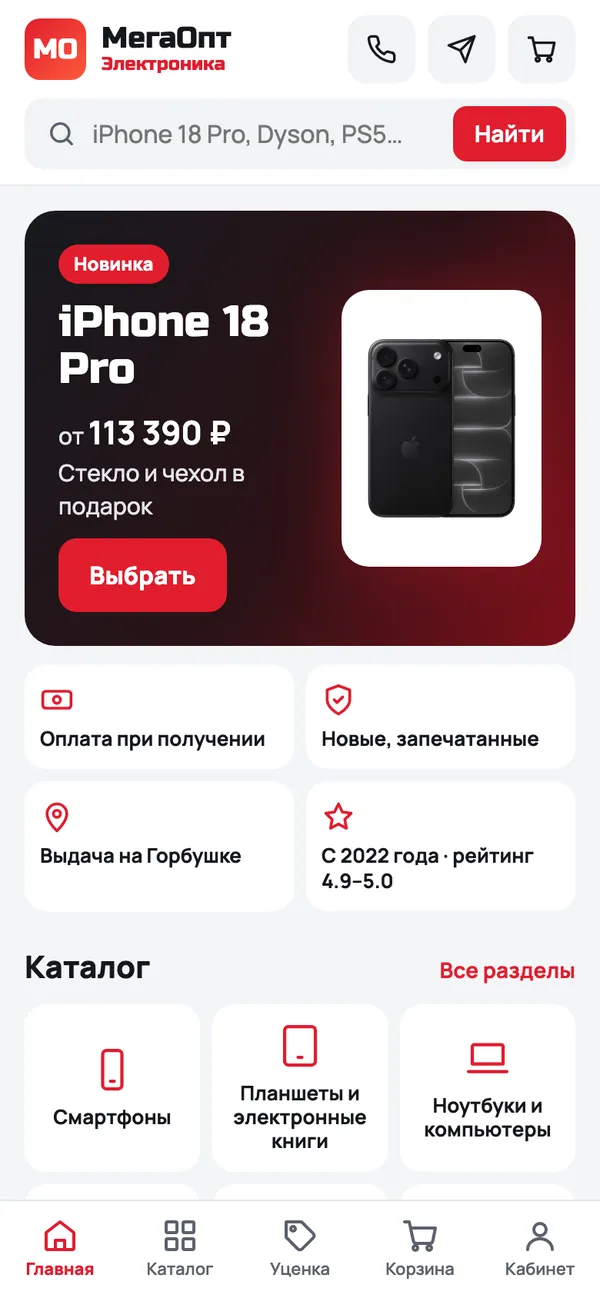 МО
МегаОпт
Электроника
iPhone 18 Pro, Dyson, PS5...
Найти
Новинка
iPhone 18
Pro
от 113 390 ₽
Стекло и чехол в
подарок
Выбрать
Оплата при получении
Новые, запечатанные
Выдача на Горбушке
С 2022 года · рейтинг
4.9–5.0
Каталог
Все разделы
Смартфоны
Планшеты и
электронные
книги
Ноутбуки и
компьютеры
Главная
Каталог
Уценка
Корзина
Кабинет